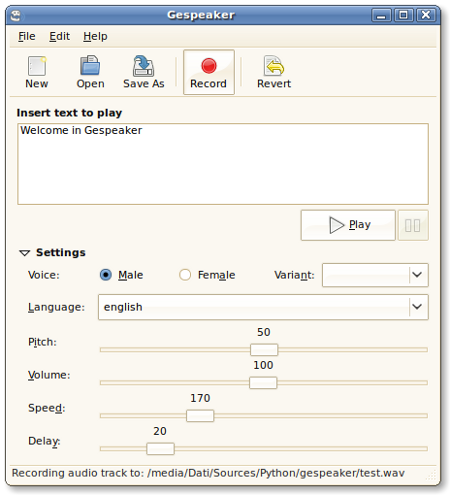 Gespeaker
File Edit Help
New Open Save As Record Revert
Insert text to play
Welcome in Gespeaker
Play
Settings
Voice: Male Female Variant:
Language: english
50
Pitch:
100
Volume:
170
Speed:
20
Delay:
Recording audio track to: /media/Dati/Sources/Python/gespeaker/test.wav